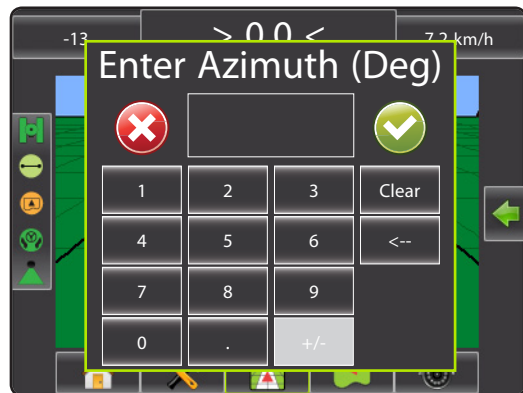 -13
> 0.0 <
7.2 km/h
Enter Azimuth (Deg)
1 2 3 Clear
4 5 6 <--
7 8 9
0 . +/-